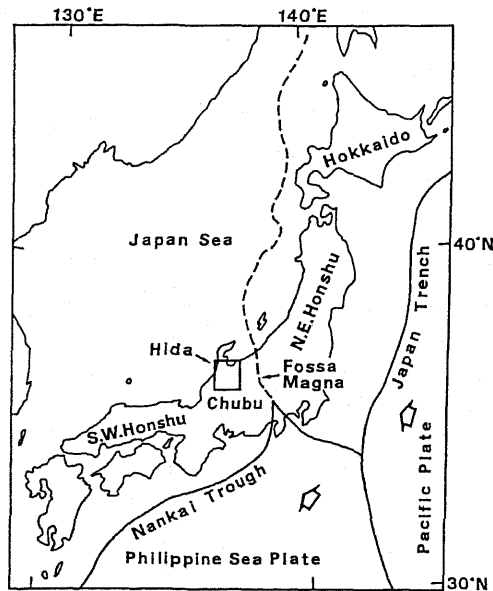 130°E
140°E
Hokkaido
Japan Sea
40°N
N.E.Honshu
Japan Trench
Hida
Fossa
Magna
Chubu
S.W.Honshu
Nankai Trough
Pacific Plate
Philippine Sea Plate
30°N